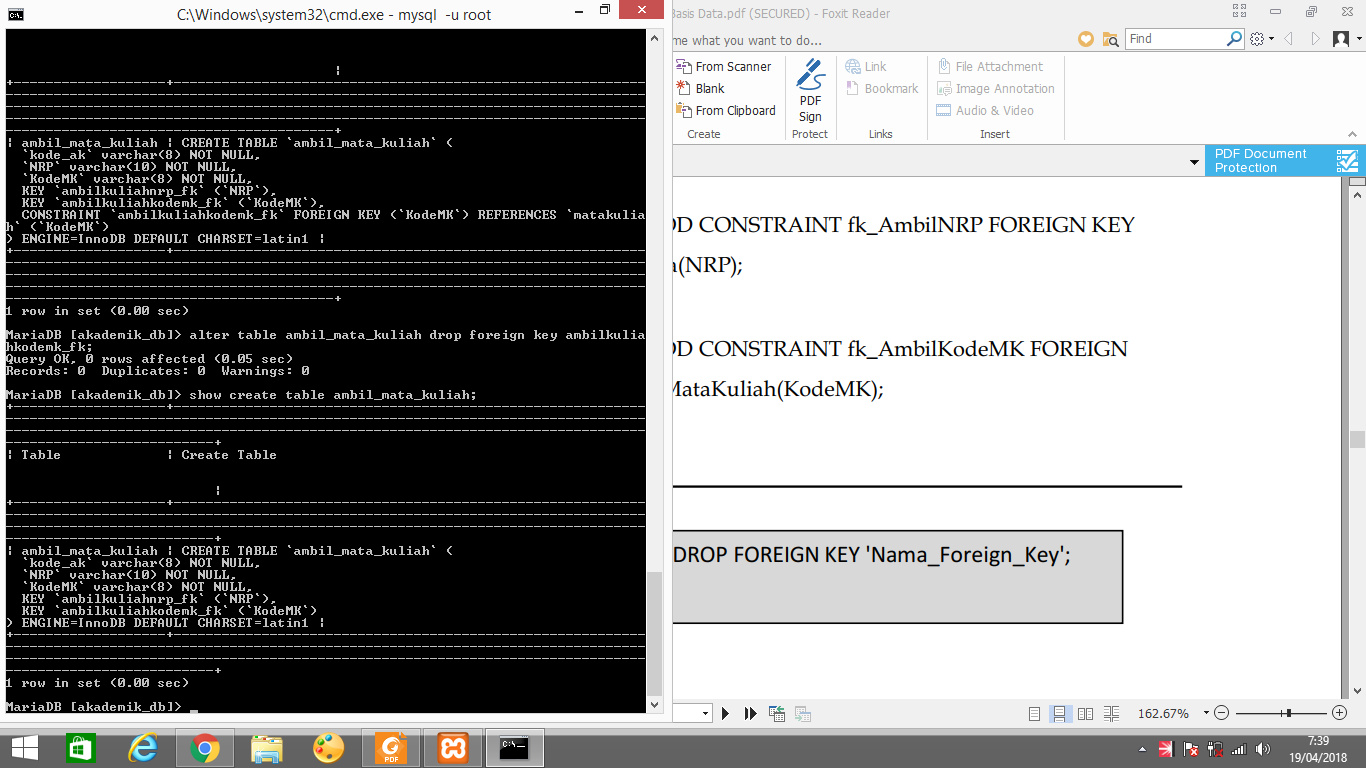 C:\Windows\system32\cmd.exe - mysql  -u root
| ambil_mata_kuliah | CREATE TABLE `ambil_mata_kuliah` (
`kode_ak` varchar(8) NOT NULL,
`NRP` varchar(10) NOT NULL,
`KodeMK` varchar(8) NOT NULL,
KEY `ambilkuliahnrp_fk` (`NRP`),
KEY `ambilkuliahkodemk_fk` (`KodeMK`),
CONSTRAINT `ambilkuliahkodemk_fk` FOREIGN KEY (`KodeMK`) REFERENCES `matakulia
h` (`KodeMK`)
) ENGINE=InnoDB DEFAULT CHARSET=latin1 |
1 row in set (0.00 sec)
MariaDB [akademik_db]> alter table ambil_mata_kuliah drop foreign key ambilkulia
hkodemk_fk;
Query OK, 0 rows affected (0.05 sec)
Records: 0  Duplicates: 0  Warnings: 0
MariaDB [akademik_db]> show create table ambil_mata_kuliah;
| Table | Create Table
|
| ambil_mata_kuliah | CREATE TABLE `ambil_mata_kuliah` (
`kode_ak` varchar(8) NOT NULL,
`NRP` varchar(10) NOT NULL,
`KodeMK` varchar(8) NOT NULL,
KEY `ambilkuliahnrp_fk` (`NRP`),
KEY `ambilkuliahkodemk_fk` (`KodeMK`)
) ENGINE=InnoDB DEFAULT CHARSET=latin1 |
1 row in set (0.00 sec)
MariaDB [akademik_db]> _
Basis Data.pdf (SECURED) - Foxit Reader
me what you want to do...
Find
From Scanner
Blank
From Clipboard
Create
PDF
Sign
Protect
Link
Bookmark
Links
File Attachment
Image Annotation
Audio & Video
Insert
PDF Document
Protection
DD CONSTRAINT fk_AmbilNRP FOREIGN KEY
a(NRP);
DD CONSTRAINT fk_AmbilKodeMK FOREIGN
MataKuliah(KodeMK);
DROP FOREIGN KEY 'Nama_Foreign_Key';
162.67%
PDF
C:\
7:39
19/04/2018